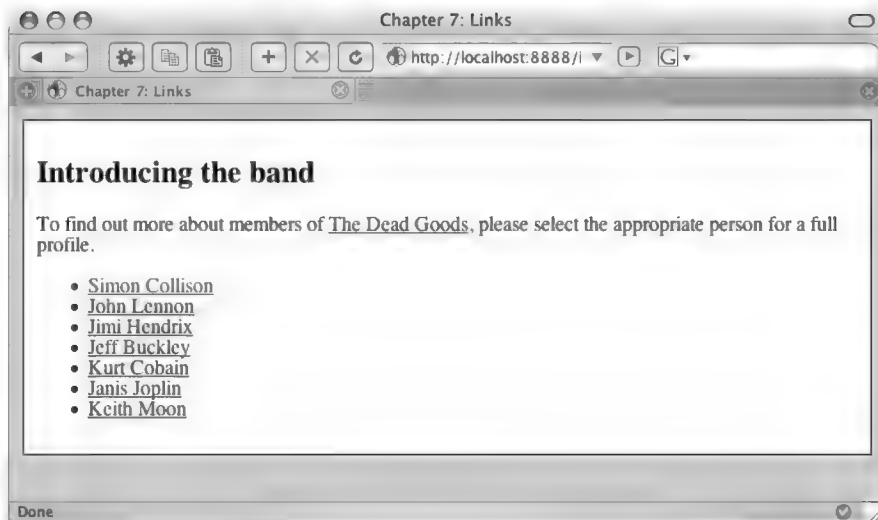 Chapter 7: Links
http://localhost:8888/i
G
Chapter 7: Links
Introducing the band
To find out more about members of The Dead Goods, please select the appropriate person for a full
profile.
• Simon Collison
• John Lennon
• Jimi Hendrix
• Jeff Buckley
• Kurt Cobain
• Janis Joplin
• Keith Moon
Done